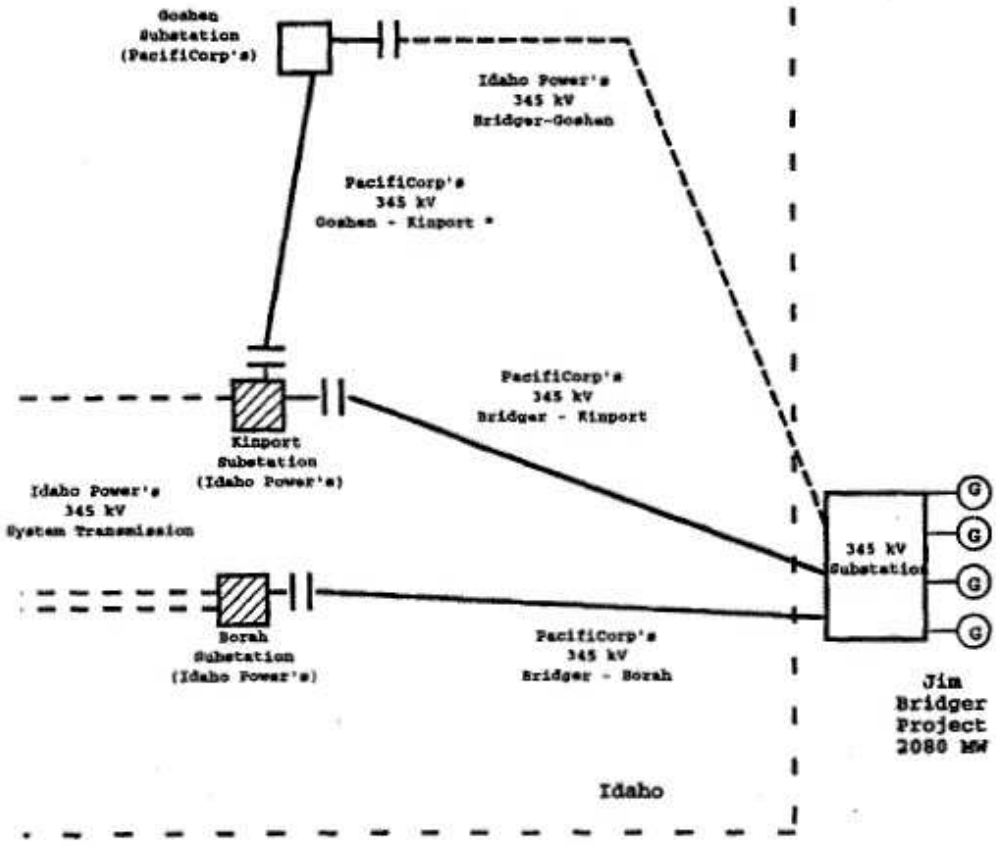 Goshen
Substation
(PacifiCorp's)
Idaho Power's
345 kV
Bridger-Goshen
PacifiCorp's
345 kV
Goshen - Kinport *
PacifiCorp's
345 kV
Bridger - Kinport
Kinport
Substation
(Idaho Power's)
Idaho Power's
345 kV
System Transmission
345 kV
Substation
G
G
G
G
Borah
Substation
(Idaho Power's)
PacifiCorp's
345 kV
Bridger - Borah
Jim
Bridger
Project
2080 MW
Idaho